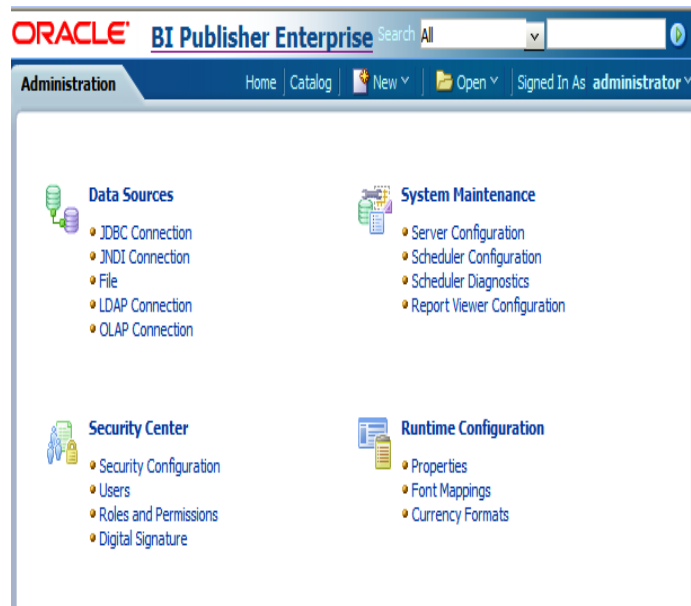 ORACLE BI Publisher Enterprise Search All
Administration Home Catalog New Open Signed In As administrator
Data Sources
JDBC Connection
JNDI Connection
File
LDAP Connection
OLAP Connection
System Maintenance
Server Configuration
Scheduler Configuration
Scheduler Diagnostics
Report Viewer Configuration
Security Center
Security Configuration
Users
Roles and Permissions
Digital Signature
Runtime Configuration
Properties
Font Mappings
Currency Formats